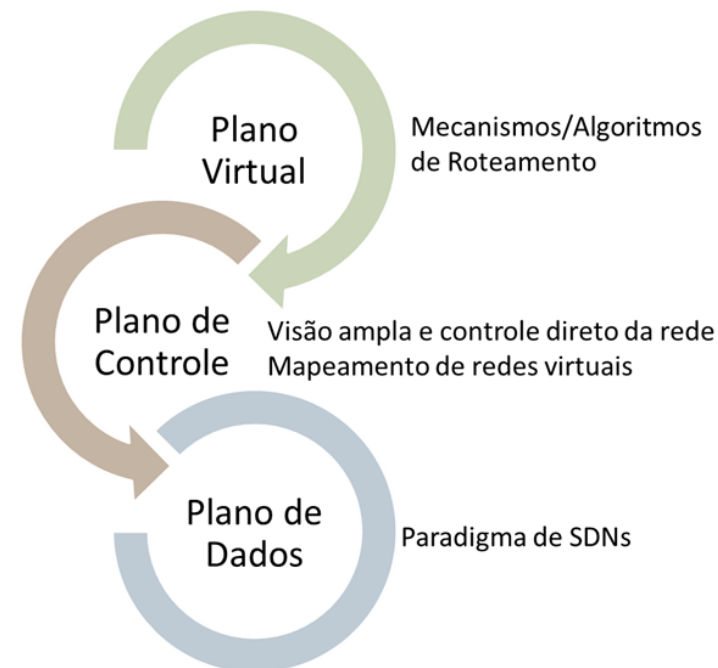 Plano
Virtual
Mecanismos/Algoritmos
de Roteamento
Plano de
Controle
Visão ampla e controle direto da rede
Mapeamento de redes virtuais
Plano de
Dados
Paradigma de SDNs